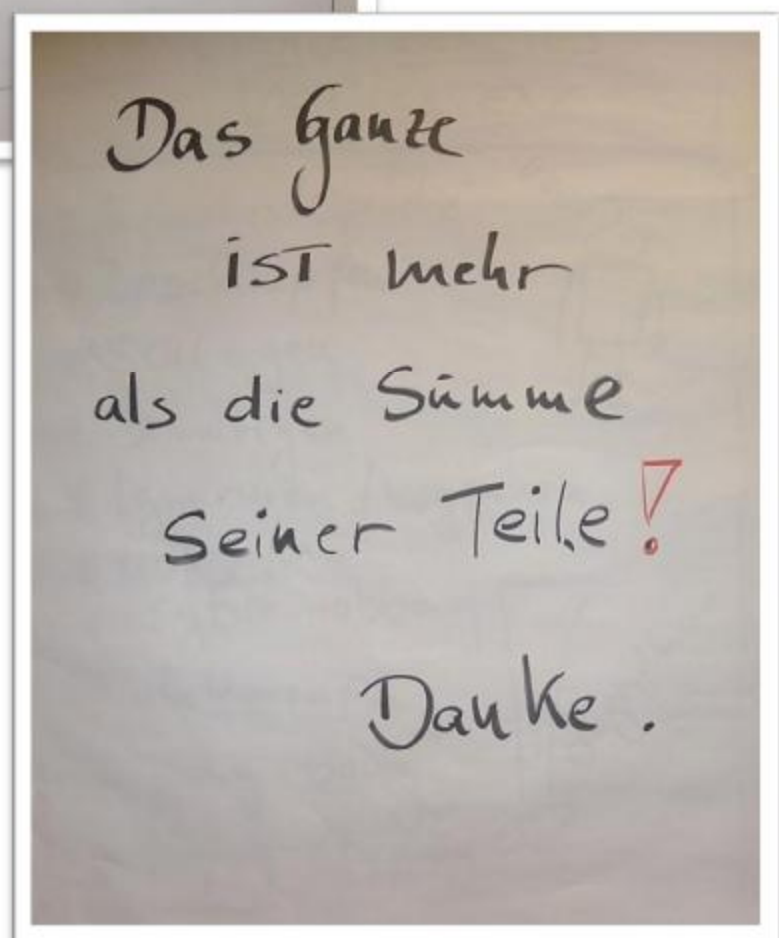 Das Ganze
ist mehr
als die Summe
seiner Teile!
Danke.